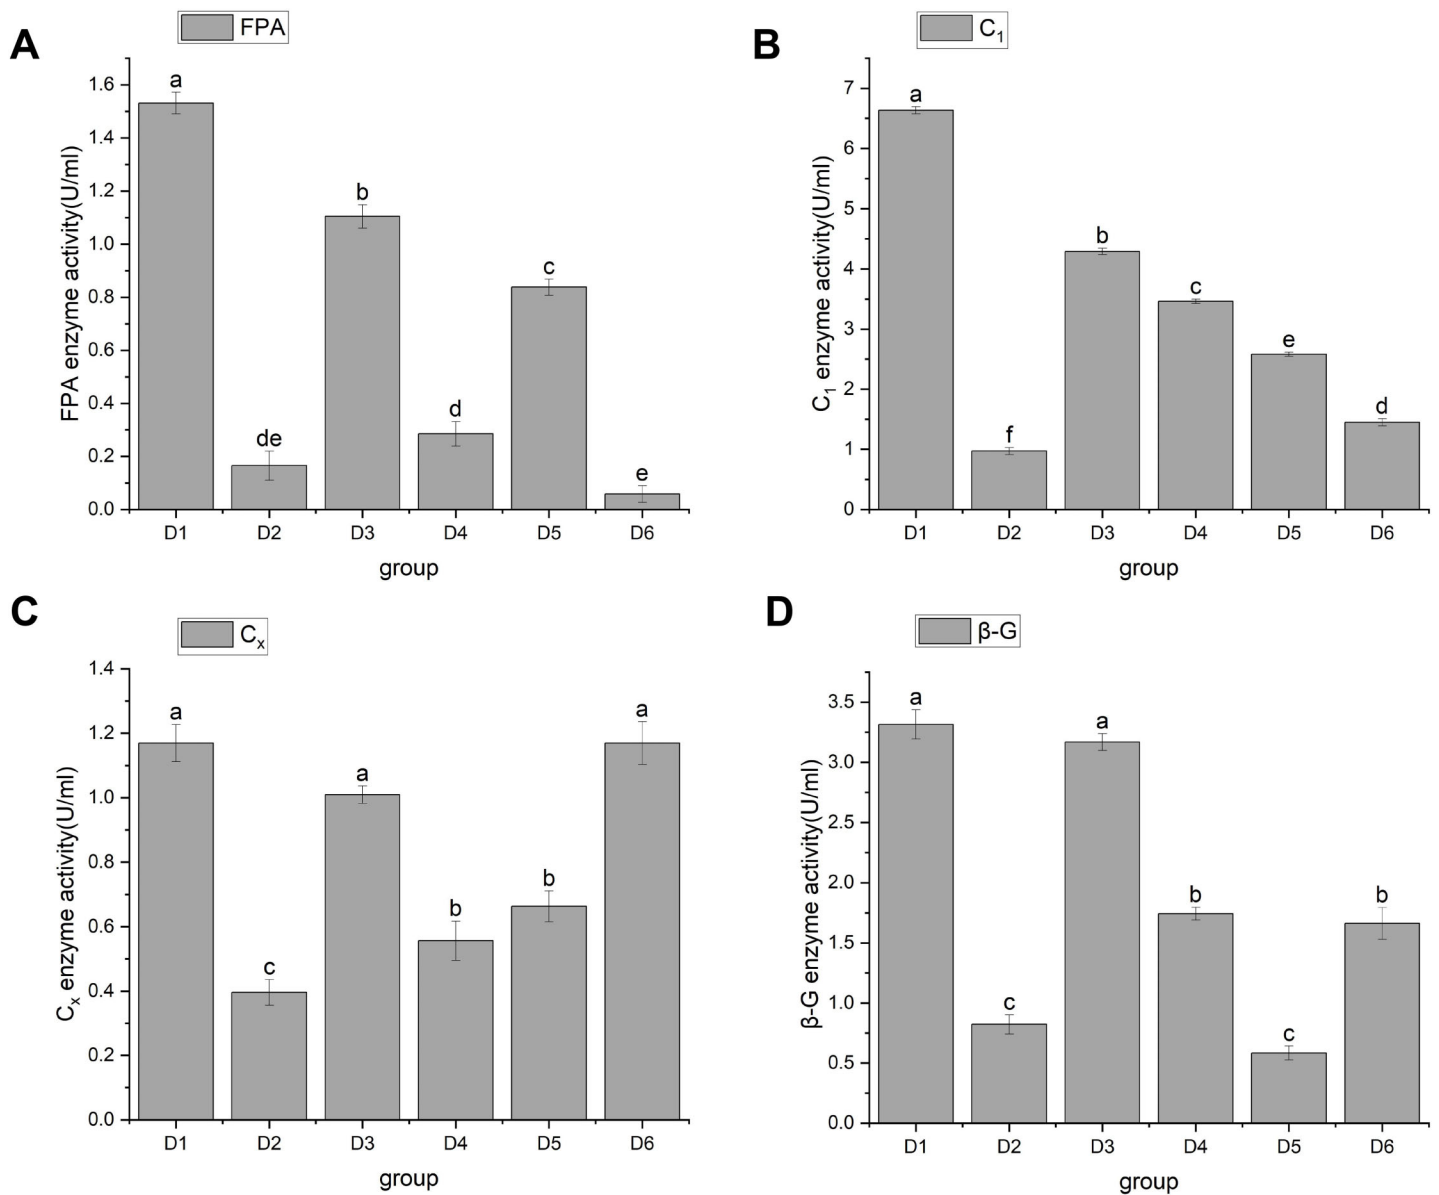 A
FPA
FPA enzyme activity(U/ml)
1.6
1.4
1.2
1.0
0.8
0.6
0.4
0.2
0.0
a
de
b
d
c
e
D1 D2 D3 D4 D5 D6
group
B
C1
C1 enzyme activity(U/ml)
7
6
5
4
3
2
1
0
a
f
b
c
e
d
D1 D2 D3 D4 D5 D6
group
C
Cx
Cx enzyme activity(U/ml)
1.4
1.2
1.0
0.8
0.6
0.4
0.2
0.0
a
c
a
b
b
a
D1 D2 D3 D4 D5 D6
group
D
β-G
β-G enzyme activity(U/ml)
3.5
3.0
2.5
2.0
1.5
1.0
0.5
0.0
a
c
a
b
c
b
D1 D2 D3 D4 D5 D6
group